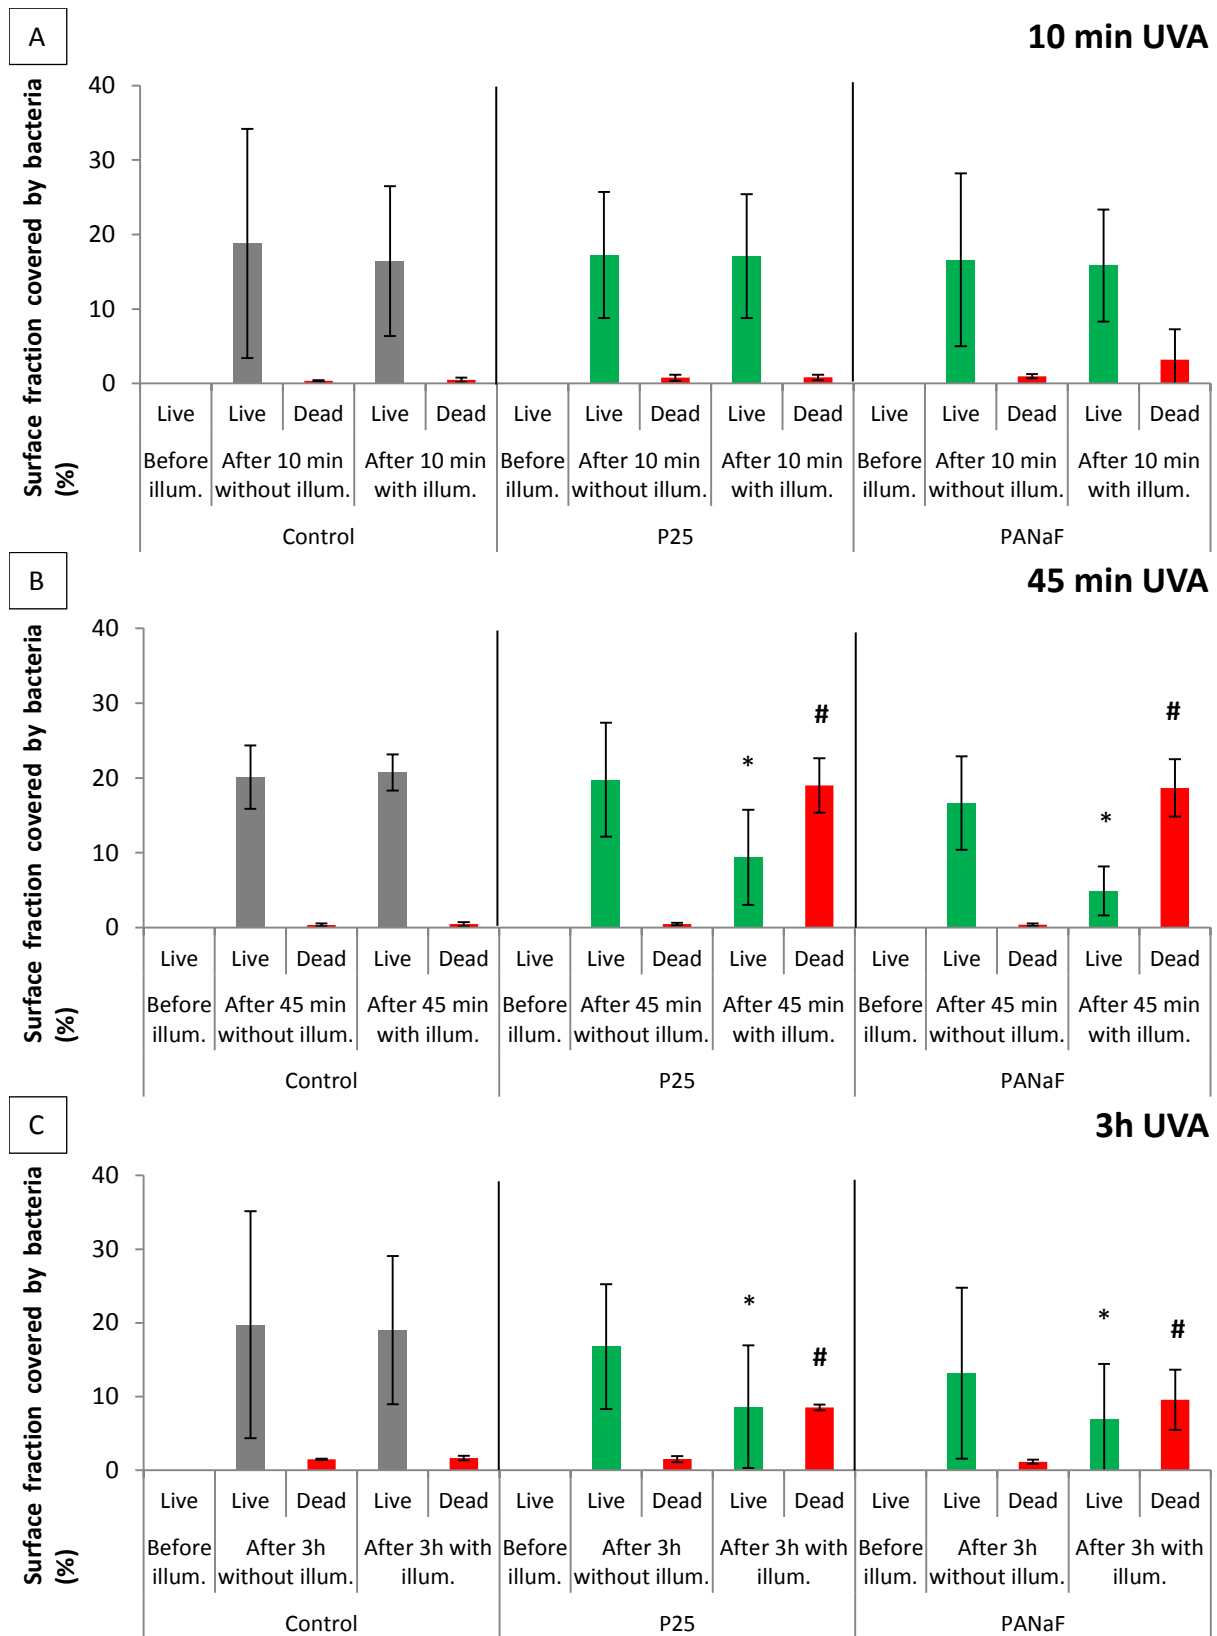 A
10 min UVA
Surface fraction covered by bacteria
(%)
40
30
20
10
0
Live Live Dead Live Dead Live Live Dead Live Dead Live Live Dead Live Dead
Before After 10 min After 10 min Before After 10 min After 10 min Before After 10 min After 10 min
illum. without illum. with illum. illum. without illum. with illum. illum. without illum. with illum.
Control P25 PANaF
B
45 min UVA
Surface fraction covered by bacteria
(%)
40
30
20
10
0
* # * #
Live Live Dead Live Dead Live Live Dead Live Dead Live Live Dead Live Dead
Before After 45 min After 45 min Before After 45 min After 45 min Before After 45 min After 45 min
illum. without illum. with illum. illum. without illum. with illum. illum. without illum. with illum.
Control P25 PANaF
C
3h UVA
Surface fraction covered by bacteria
(%)
40
30
20
10
0
* # * #
Live Live Dead Live Dead Live Live Dead Live Dead Live Live Dead Live Dead
Before After 3h After 3h with Before After 3h After 3h with Before After 3h After 3h with
illum. without illum. illum. illum. without illum. illum. illum. without illum. illum.
Control P25 PANaF